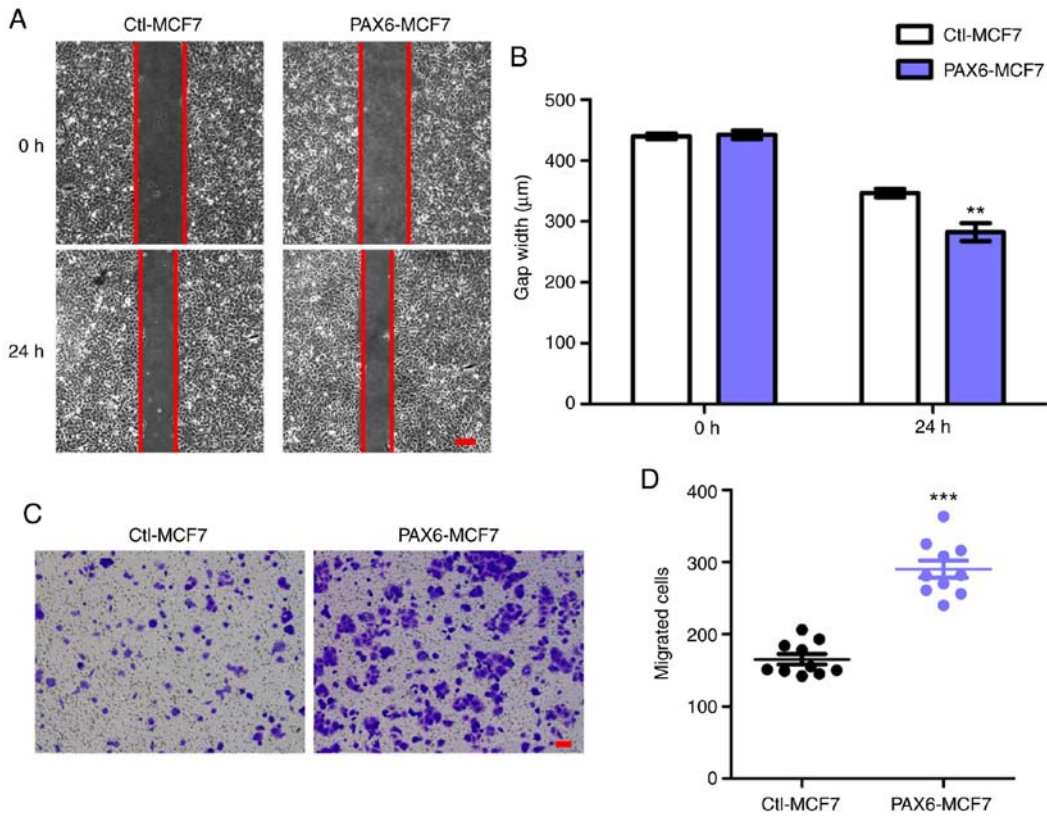 A
Ctl-MCF7
PAX6-MCF7
0 h
24 h
B
Ctl-MCF7
PAX6-MCF7
Gap width (μm)
500
400
300
200
100
0
**
0 h
24 h
C
Ctl-MCF7
PAX6-MCF7
D
Migrated cells
400
300
200
100
0
***
Ctl-MCF7
PAX6-MCF7